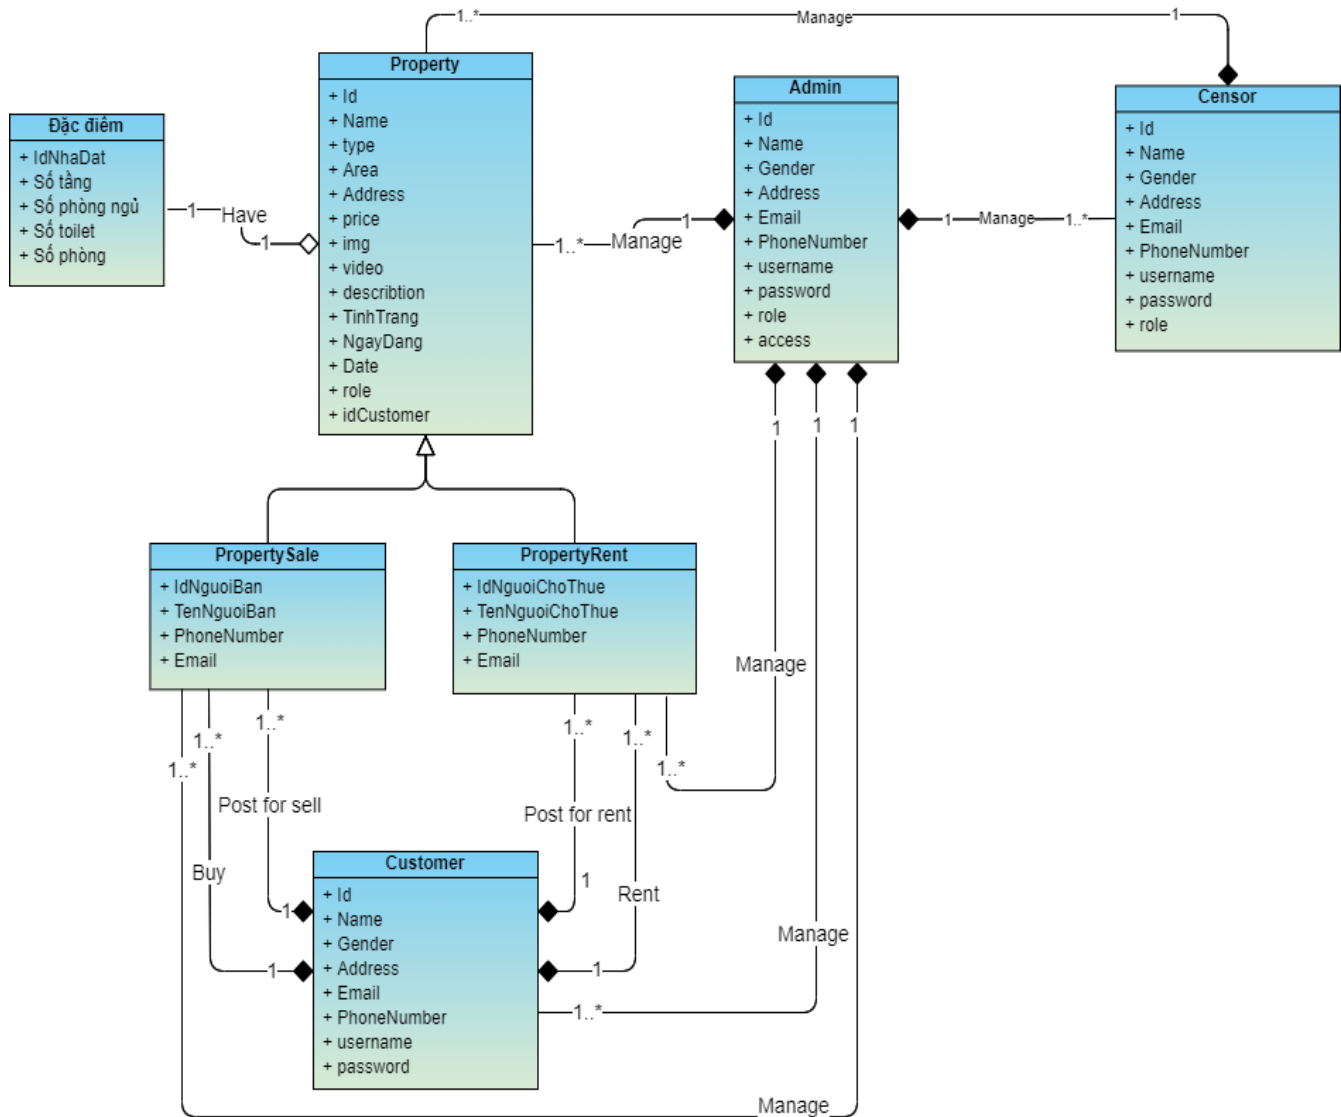 1..* Manage 1
Property
+ Id
+ Name
+ type
+ Area
+ Address
+ price
+ img
+ video
+ describtion
+ TinhTrang
+ NgayDang
+ Date
+ role
+ idCustomer
Admin
+ Id
+ Name
+ Gender
+ Address
+ Email
+ PhoneNumber
+ username
+ password
+ role
+ access
Censor
+ Id
+ Name
+ Gender
+ Address
+ Email
+ PhoneNumber
+ username
+ password
+ role
Đặc điểm
+ IdNhaDat
+ Số tầng
+ Số phòng ngủ
+ Số toilet
+ Số phòng
1 Have 1
1..* Manage 1
1 Manage 1..*
1 1 1
PropertySale
+ IdNguoiBan
+ TenNguoiBan
+ PhoneNumber
+ Email
PropertyRent
+ IdNguoiChoThue
+ TenNguoiChoThue
+ PhoneNumber
+ Email
Manage
1..*
1..*
1..*
1..*
1..*
1..*
Post for sell
Post for rent
Buy
Rent
Manage
1
1
1
1
1..*
Customer
+ Id
+ Name
+ Gender
+ Address
+ Email
+ PhoneNumber
+ username
+ password
Manage